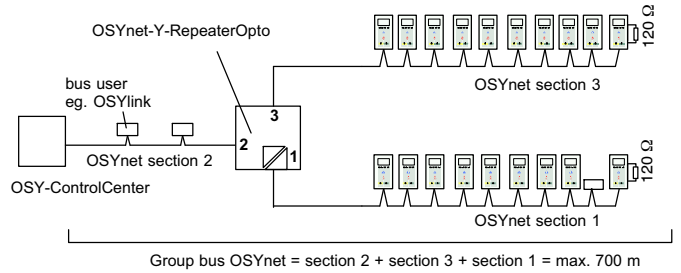 OSYnet-Y-RepeaterOpto
120 Ω
OSYnet section 3
bus user
eg. OSYlink
3
2
1
OSYnet section 2
OSY-ControlCenter
120 Ω
OSYnet section 1
Group bus OSYnet = section 2 + section 3 + section 1 = max. 700 m